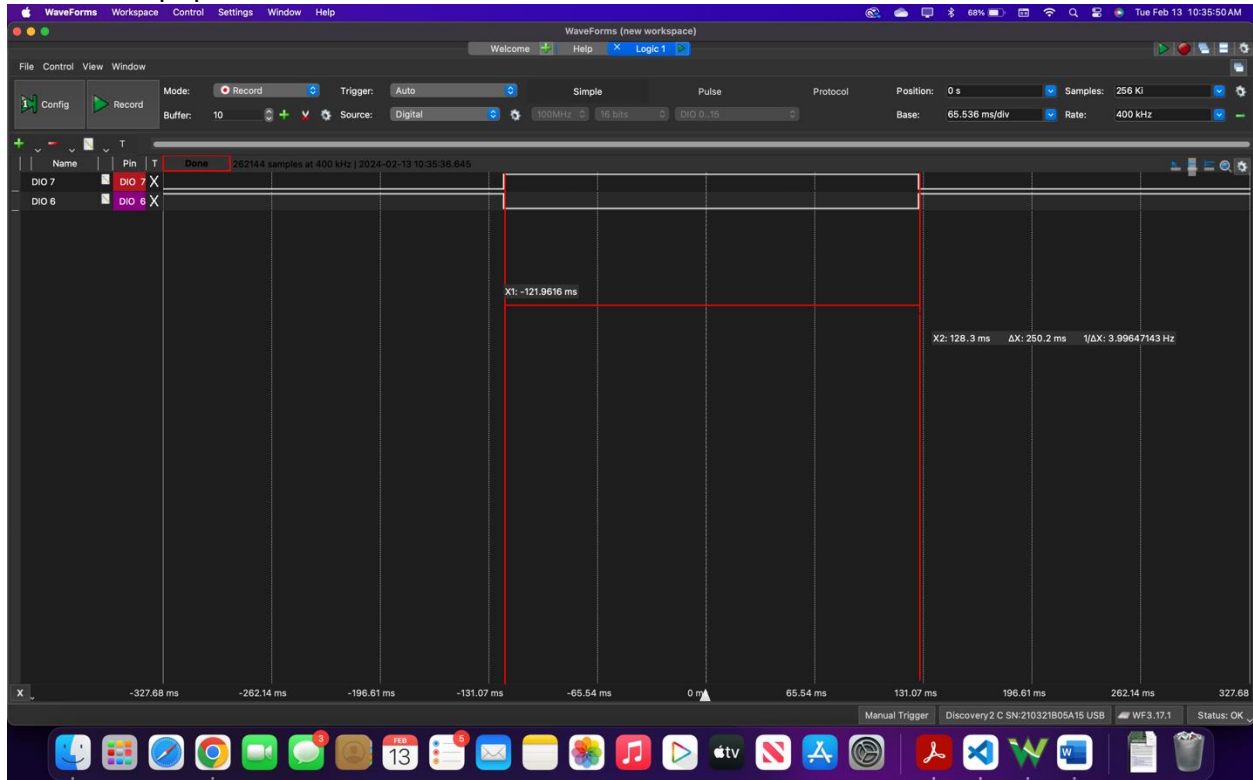 WaveForms Workspace Control Settings Window Help 68% Tue Feb 13 10:35:50 AM
WaveForms (new workspace)
Welcome Help Logic 1
File Control View Window
Config Record Mode: Record Trigger: Auto Simple Pulse Protocol Position: 0 s Samples: 256 Ki
Buffer: 10 Source: Digital 100MHz 16 bits DIO 0..15 Base: 65.536 ms/div Rate: 400 kHz
T
Name Pin T Done 262144 samples at 400 kHz | 2024-02-13 10:35:36.645
DIO 7 DIO 7 X
DIO 6 DIO 6 X
X1: -121.9616 ms
X2: 128.3 ms ΔX: 250.2 ms 1/ΔX: 3.99647143 Hz
X -327.68 ms -262.14 ms -196.61 ms -131.07 ms -65.54 ms 0 m 65.54 ms 131.07 ms 196.61 ms 262.14 ms 327.68
Manual Trigger Discovery2 C SN:210321B05A15 USB WF3.17.1 Status: OK
3 FEB 13 5 tv